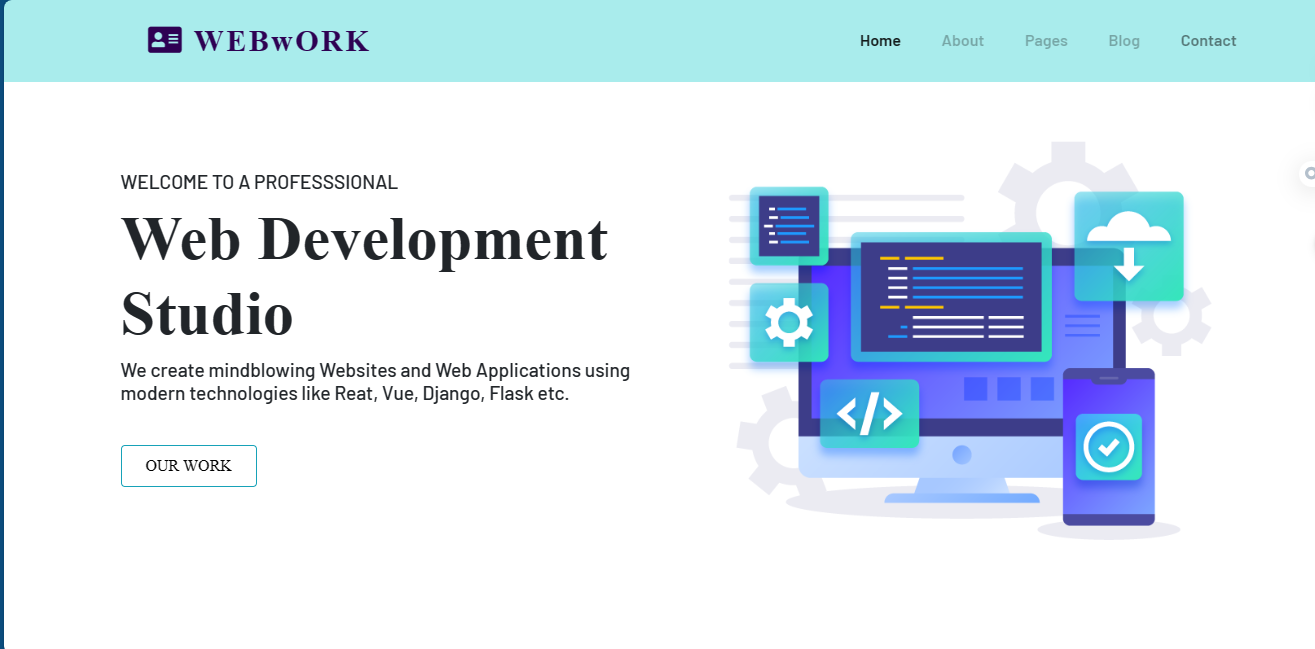 WEBwORK
Home About Pages Blog Contact
WELCOME TO A PROFESSSIONAL
Web Development
Studio
We create mindblowing Websites and Web Applications using
modern technologies like Reat, Vue, Django, Flask etc.
OUR WORK